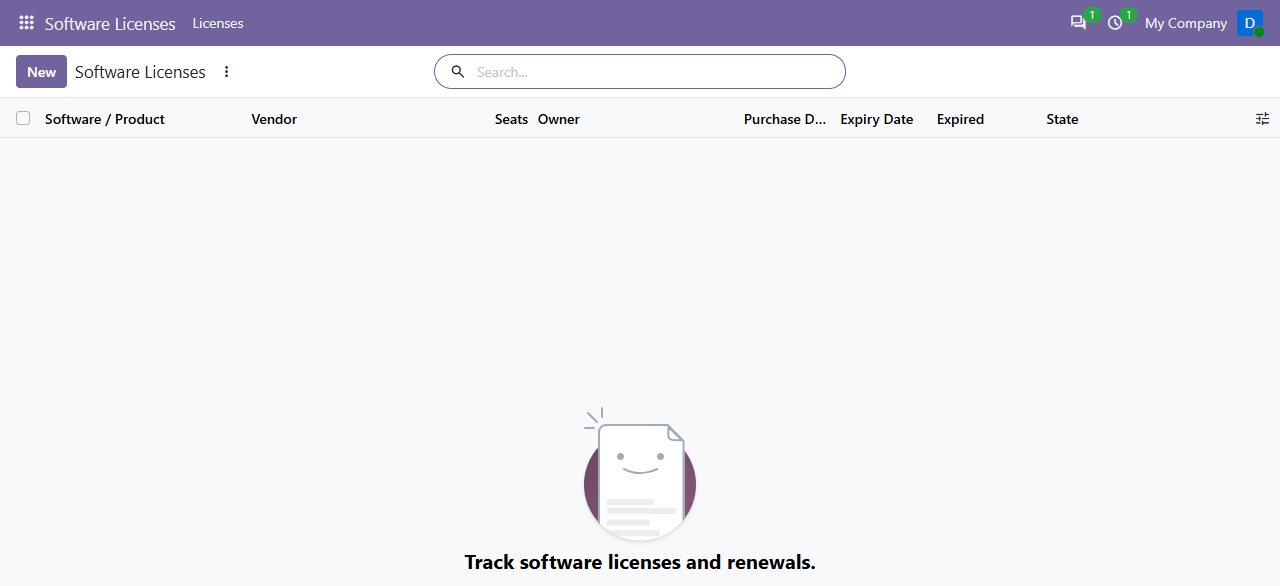 Software Licenses Licenses 1 1 My Company D
New Software Licenses Search...
Software / Product Vendor Seats Owner Purchase D... Expiry Date Expired State
Track software licenses and renewals.